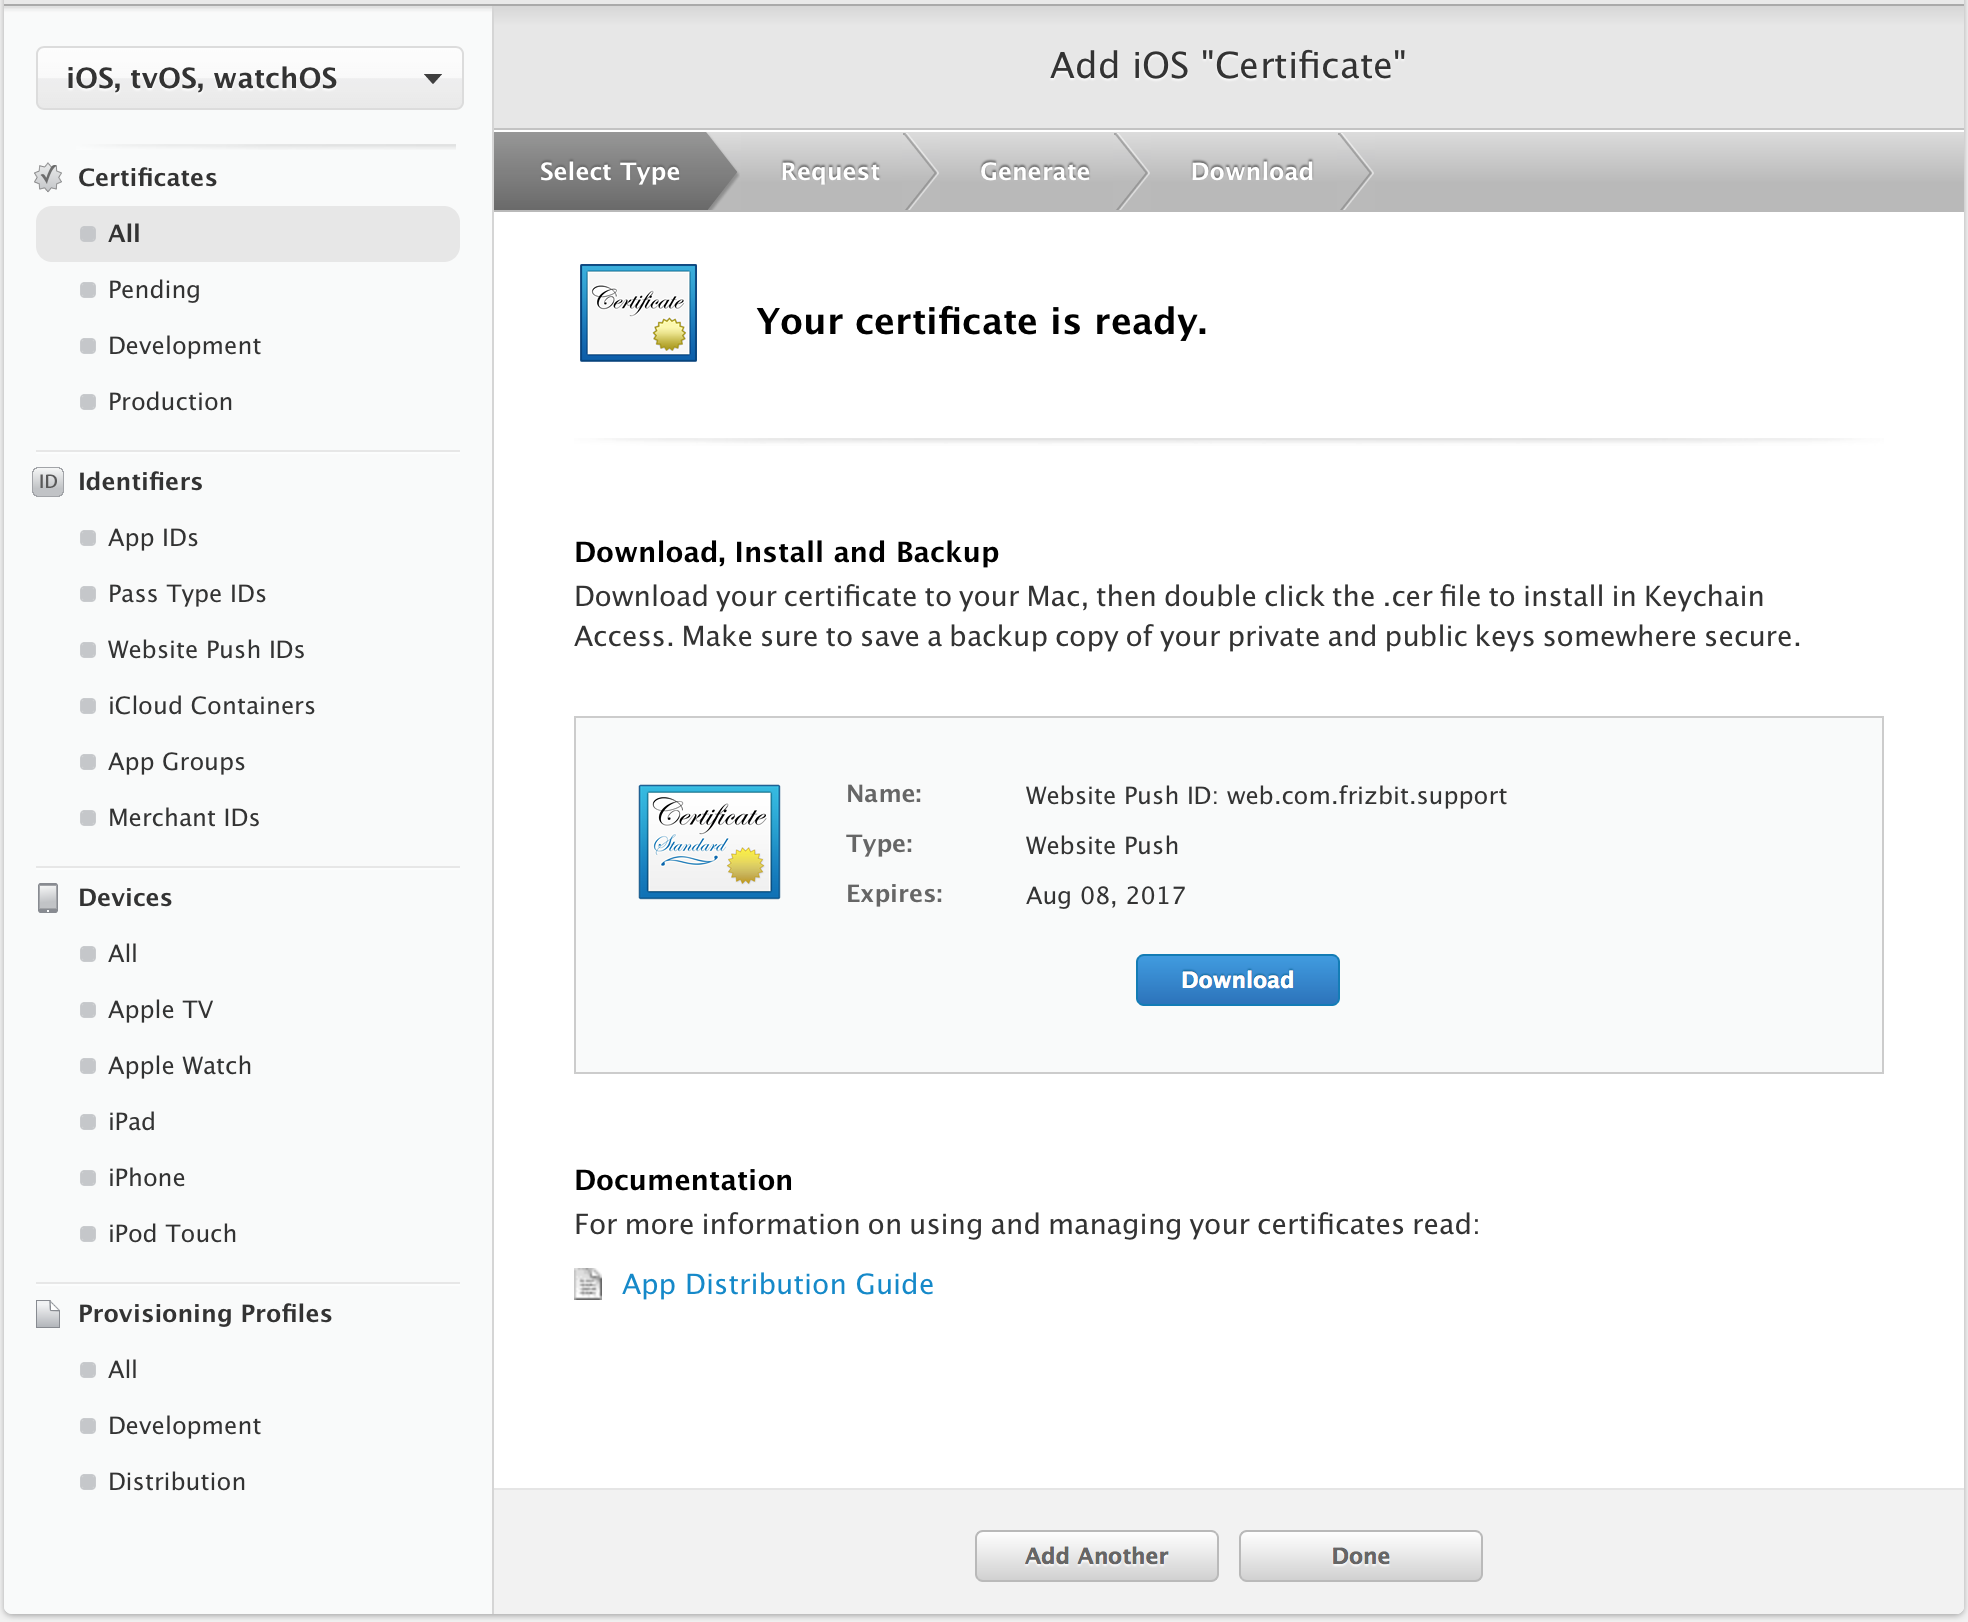 iOS, tvOS, watchOS
Certificates
All
Pending
Development
Production
ID Identifiers
App IDs
Pass Type IDs
Website Push IDs
iCloud Containers
App Groups
Merchant IDs
Devices
All
Apple TV
Apple Watch
iPad
iPhone
iPod Touch
Provisioning Profiles
All
Development
Distribution
Add iOS "Certificate"
Select Type Request Generate Download
Certificate
Your certificate is ready.
Download, Install and Backup
Download your certificate to your Mac, then double click the .cer file to install in Keychain
Access. Make sure to save a backup copy of your private and public keys somewhere secure.
Certificate
Standard
Name: Website Push ID: web.com.frizbit.support
Type: Website Push
Expires: Aug 08, 2017
Download
Documentation
For more information on using and managing your certificates read:
App Distribution Guide
Add Another Done